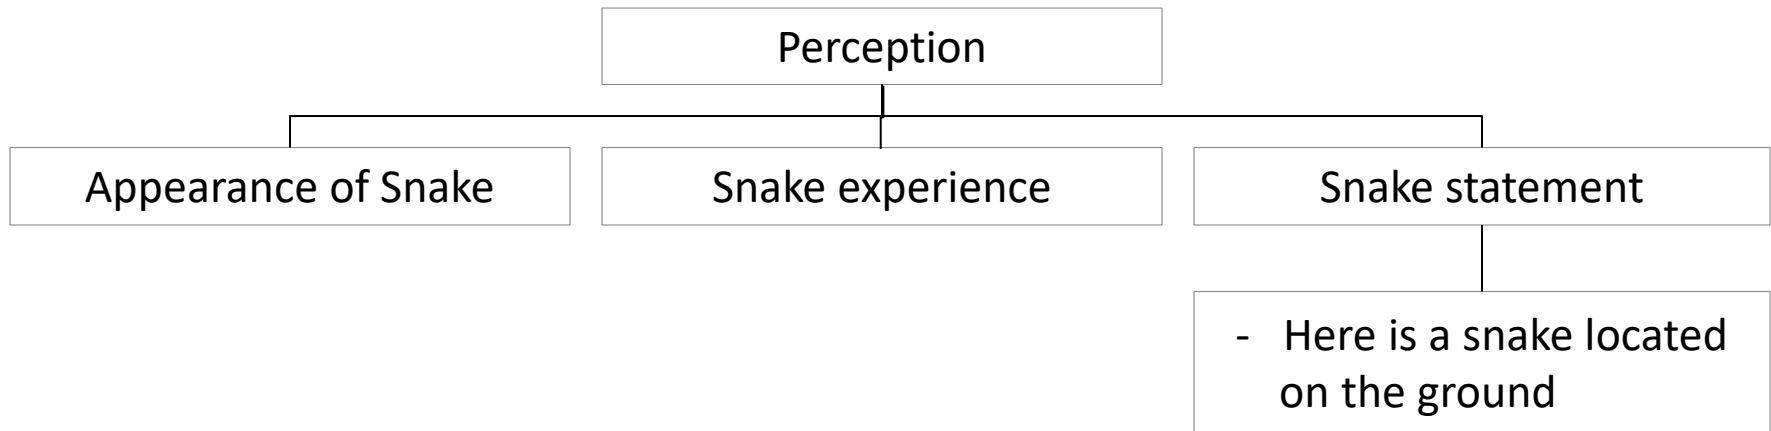 Perception
Appearance of Snake
Snake experience
Snake statement
- Here is a snake located
on the ground